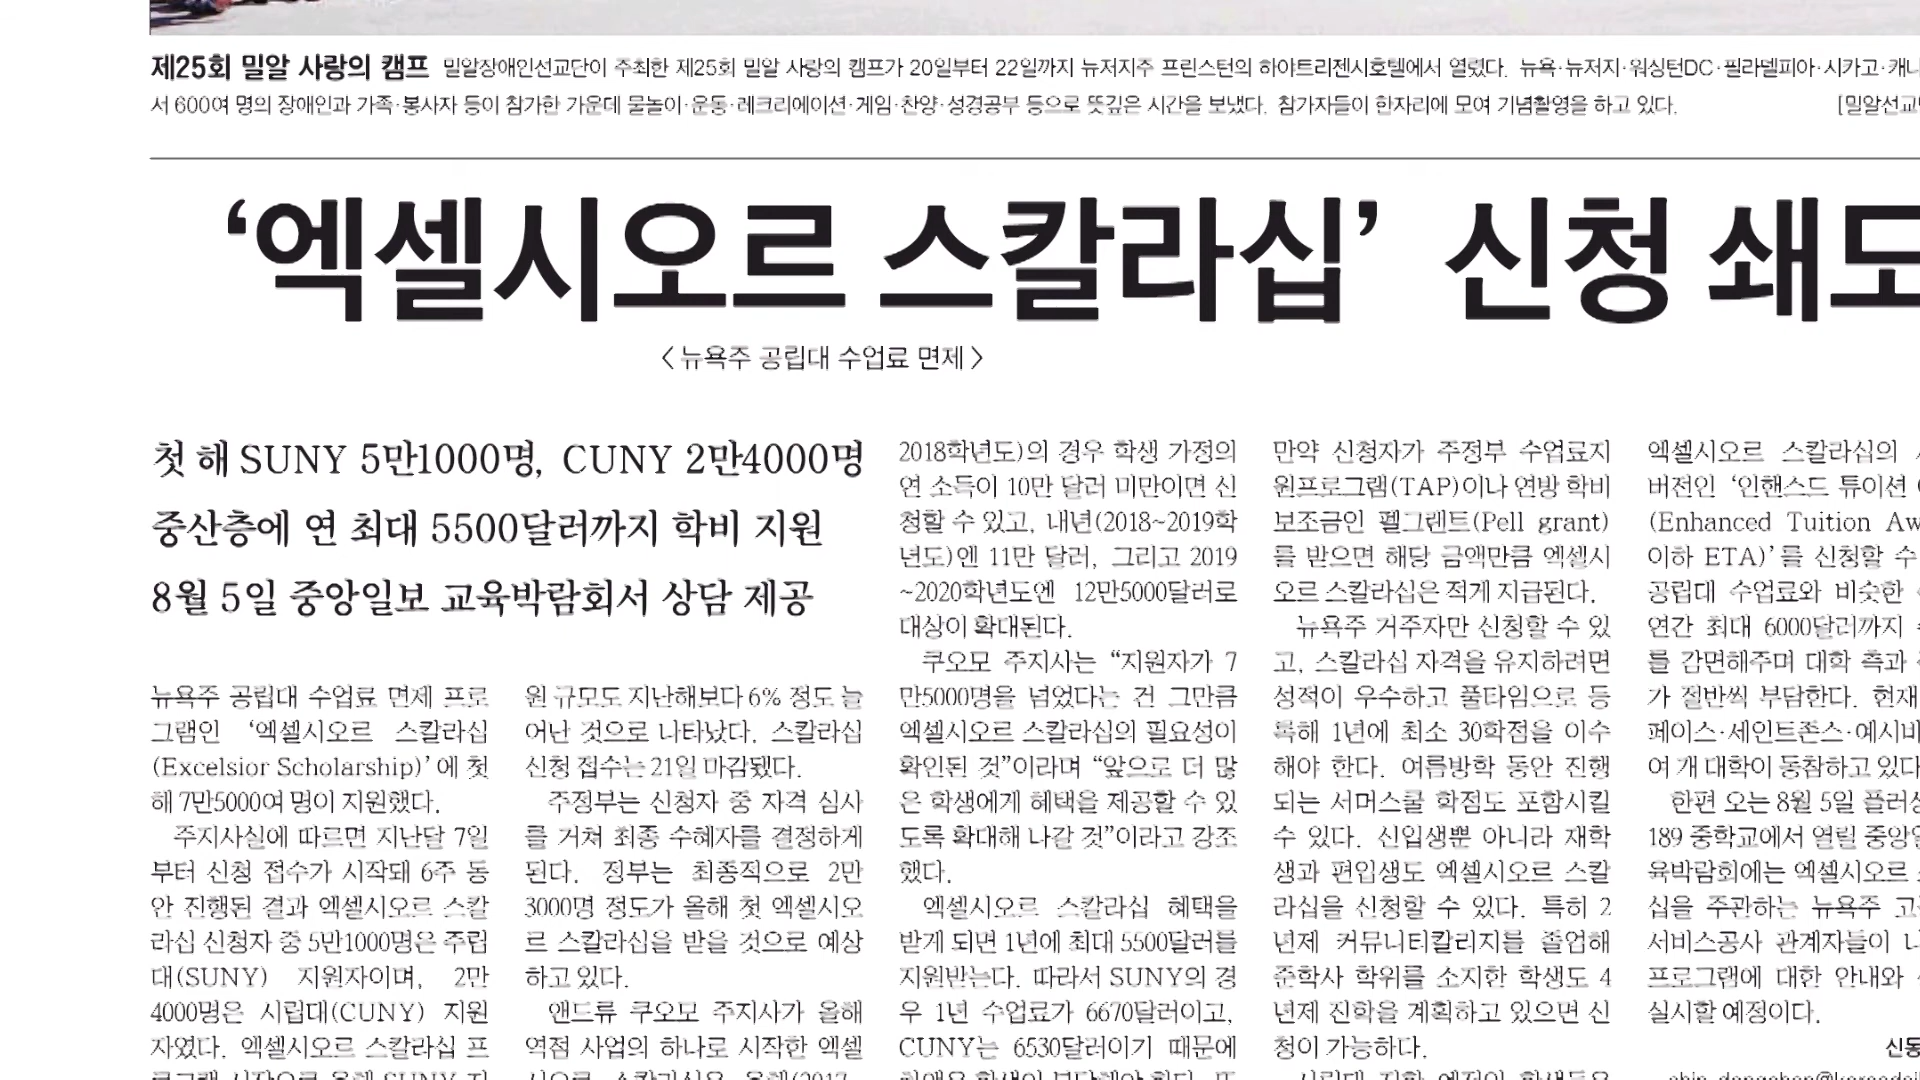 제25회 밀알 사랑의 캠프 밀알장애인선교단이 주최한 제25회 밀알 사랑의 캠프가 20일부터 22일까지 뉴저지주 프린스턴의 하야트리젠시호텔에서 열렸다. 뉴욕·뉴저지·워싱턴DC·필라델피아·시카고·캐나
서 600여 명의 장애인과 가족·봉사자 등이 참가한 가운데 물놀이·운동·레크리에이션·게임·찬양·성경공부 등으로 뜻깊은 시간을 보냈다. 참가자들이 한자리에 모여 기념촬영을 하고 있다. [밀알선교
‘엑셀시오르 스칼라십’ 신청 쇄도
<뉴욕주 공립대 수업료 면제>
첫 해 SUNY 5만1000명, CUNY 2만4000명
중산층에 연 최대 5500달러까지 학비 지원
8월 5일 중앙일보 교육박람회서 상담 제공
뉴욕주 공립대 수업료 면제 프로
그램인 ‘엑셀시오르 스칼라십
(Excelsior Scholarship)’에 첫
해 7만5000여 명이 지원했다.
주지사실에 따르면 지난달 7일
부터 신청 접수가 시작돼 6주 동
안 진행된 결과 엑셀시오르 스칼
라십 신청자 중 5만1000명은 주립
대(SUNY) 지원자이며, 2만
4000명은 시립대(CUNY) 지원
자였다. 엑셀시오르 스칼라십 프
원 규모도 지난해보다 6% 정도 늘
어난 것으로 나타났다. 스칼라십
신청 접수는 21일 마감됐다.
주정부는 신청자 중 자격 심사
를 거쳐 최종 수혜자를 결정하게
된다. 정부는 최종적으로 2만
3000명 정도가 올해 첫 엑셀시오
르 스칼라십을 받을 것으로 예상
하고 있다.
앤드류 쿠오모 주지사가 올해
역점 사업의 하나로 시작한 엑셀
2018학년도)의 경우 학생 가정의
연 소득이 10만 달러 미만이면 신
청할 수 있고, 내년(2018~2019학
년도)엔 11만 달러, 그리고 2019
~2020학년도엔 12만5000달러로
대상이 확대된다.
쿠오모 주지사는 “지원자가 7
만5000명을 넘었다는 건 그만큼
엑셀시오르 스칼라십의 필요성이
확인된 것”이라며 “앞으로 더 많
은 학생에게 혜택을 제공할 수 있
도록 확대해 나갈 것”이라고 강조
했다.
엑셀시오르 스칼라십 혜택을
받게 되면 1년에 최대 5500달러를
지원받는다. 따라서 SUNY의 경
우 1년 수업료가 6670달러이고,
CUNY는 6530달러이기 때문에
만약 신청자가 주정부 수업료지
원프로그램(TAP)이나 연방 학비
보조금인 펠그랜트(Pell grant)
를 받으면 해당 금액만큼 엑셀시
오르 스칼라십은 적게 지급된다.
뉴욕주 거주자만 신청할 수 있
고, 스칼라십 자격을 유지하려면
성적이 우수하고 풀타임으로 등
록해 1년에 최소 30학점을 이수
해야 한다. 여름방학 동안 진행
되는 서머스쿨 학점도 포함시킬
수 있다. 신입생뿐 아니라 재학
생과 편입생도 엑셀시오르 스칼
라십을 신청할 수 있다. 특히 2
년제 커뮤니티칼리지를 졸업해
준학사 학위를 소지한 학생도 4
년제 진학을 계획하고 있으면 신
청이 가능하다.
엑셀시오르 스칼라십의
버전인 ‘인핸스드 튜이션
(Enhanced Tuition Aw
이하 ETA)’를 신청할 수
공립대 수업료와 비슷한
연간 최대 6000달러까지
를 감면해주며 대학 측과
가 절반씩 부담한다. 현재
페이스·세인트존스·예시바
여 개 대학이 동참하고 있다
한편 오는 8월 5일 플러싱
189 중학교에서 열릴 중앙일
육박람회에는 엑셀시오르
십을 주관하는 뉴욕주 고
서비스공사 관계자들이 나
프로그램에 대한 안내와
실시할 예정이다.
신동